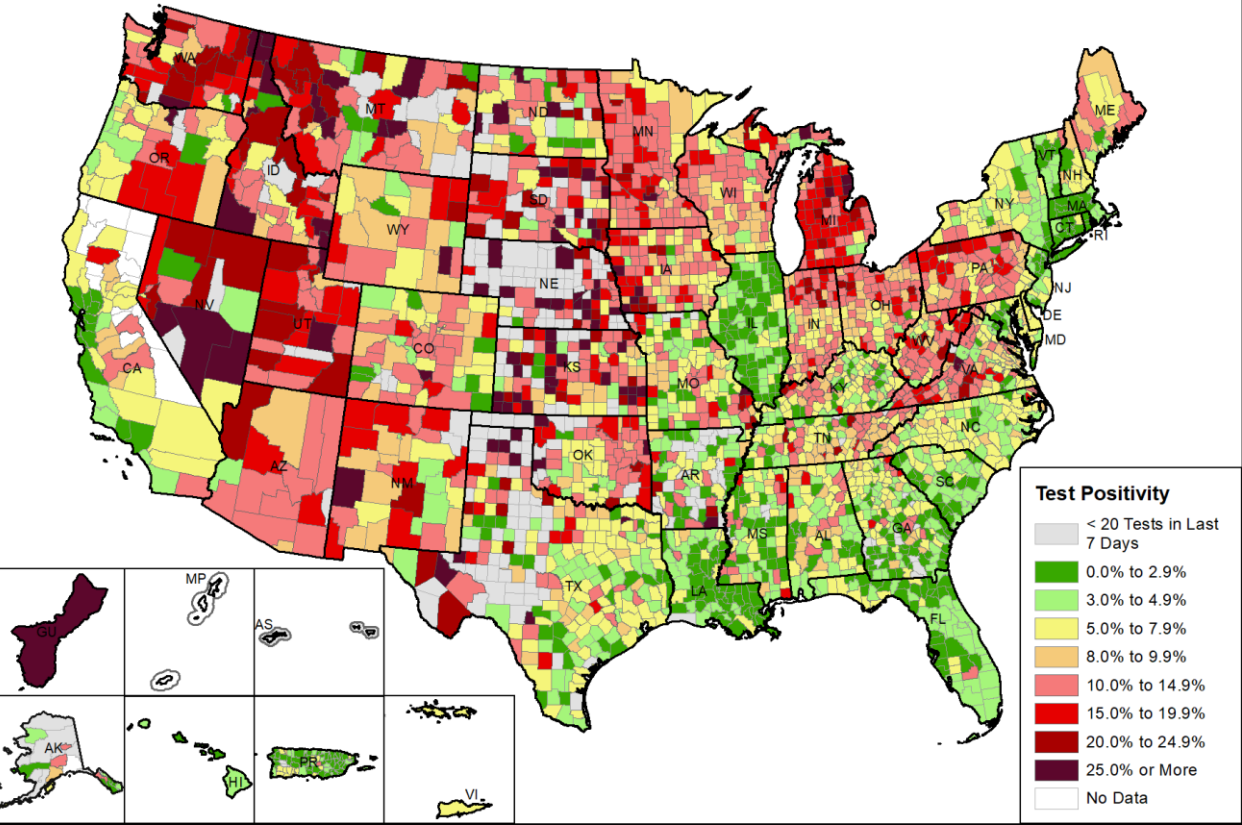 WA
MT
ND
MN
ME
OR
ID
SD
WI
VT
NH
NY
MA
CT
RI
WY
MI
IA
PA
NE
NJ
NV
UT
CO
IL
IN
OH
DE
MD
CA
KS
MO
WV
VA
KY
AZ
NM
OK
AR
TN
NC
SC
MS
AL
GA
TX
LA
FL
GU
MP
AS
AK
HI
PR
VI
Test Positivity
< 20 Tests in Last
7 Days
0.0% to 2.9%
3.0% to 4.9%
5.0% to 7.9%
8.0% to 9.9%
10.0% to 14.9%
15.0% to 19.9%
20.0% to 24.9%
25.0% or More
No Data